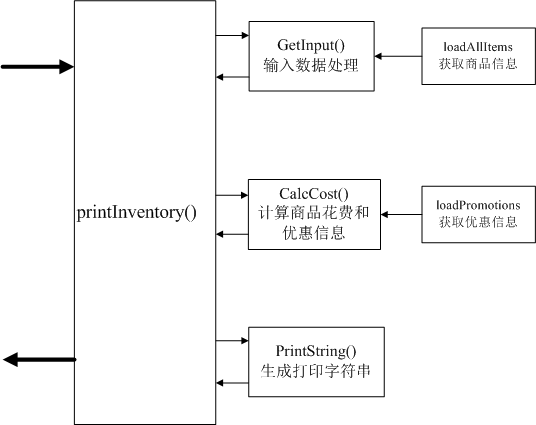 printInventory()
GetInput()
输入数据处理
loadAllItems
获取商品信息
CalcCost()
计算商品花费和
优惠信息
loadPromotions
获取优惠信息
PrintString()
生成打印字符串